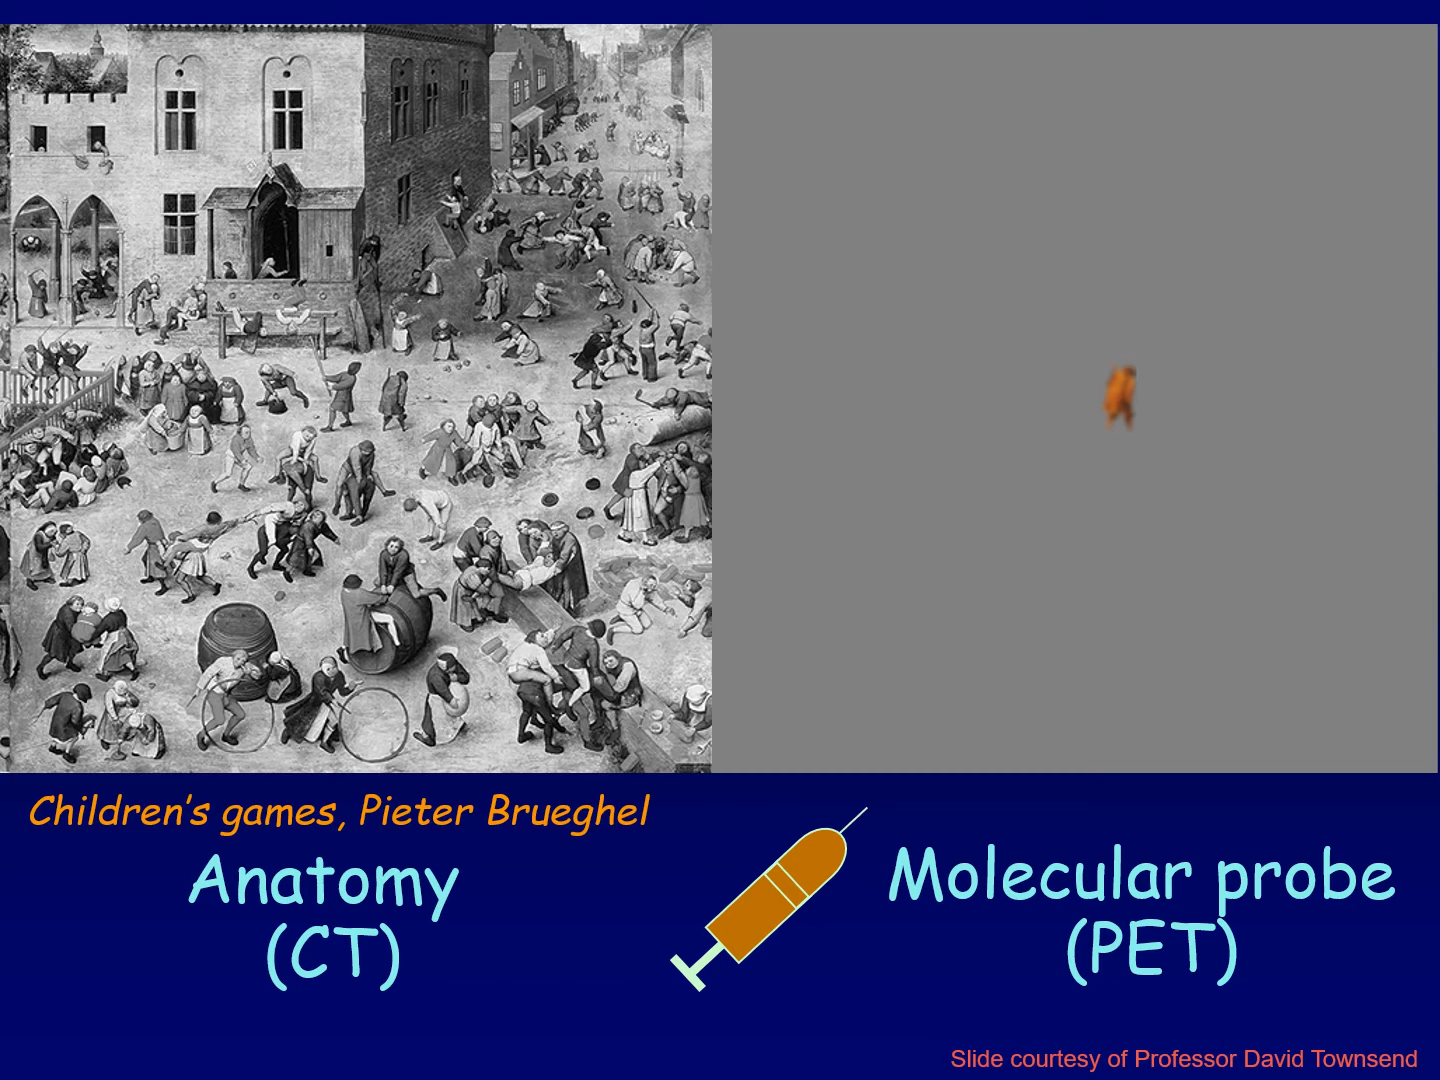 Children's games, Pieter Brueghel
Anatomy
(CT)
Molecular probe
(PET)
Slide courtesy of Professor David Townsend